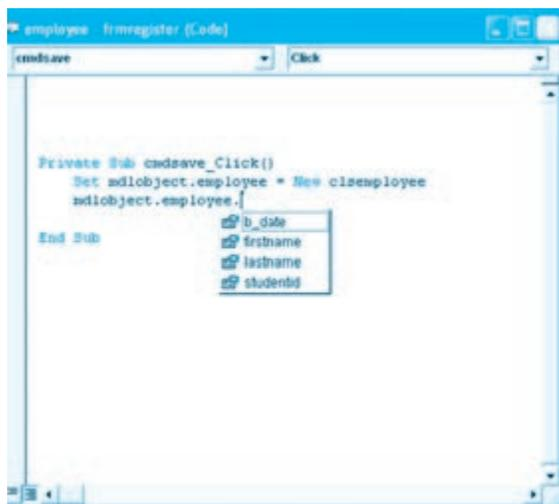 employee - frmregister (Code)
cmdsave Click
Private Sub cmdsave_Click()
Set mdlobject.employee = New clsemployee
mdlobject.employee.
b_date
firstname
lastname
studentid
End Sub